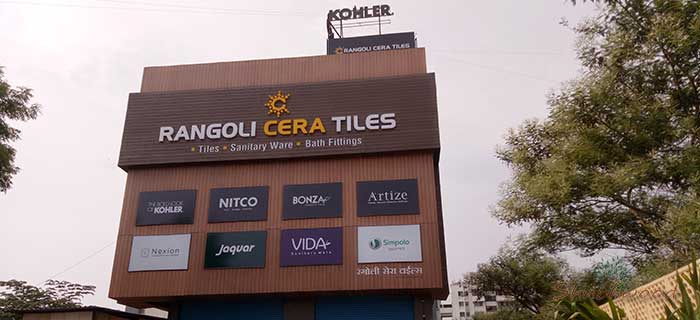 KOHLER
RANGOLI CERA TILES
RANGOLI CERA TILES
• Tiles • Sanitary Ware • Bath Fittings
THE BOLD LOOK
OF KOHLER
NITCO
BONZA
Artize
Nexion
Jaquar
VIDA
Sanitary Ware
Simpolo
रंगोली सेरा टाईल्स